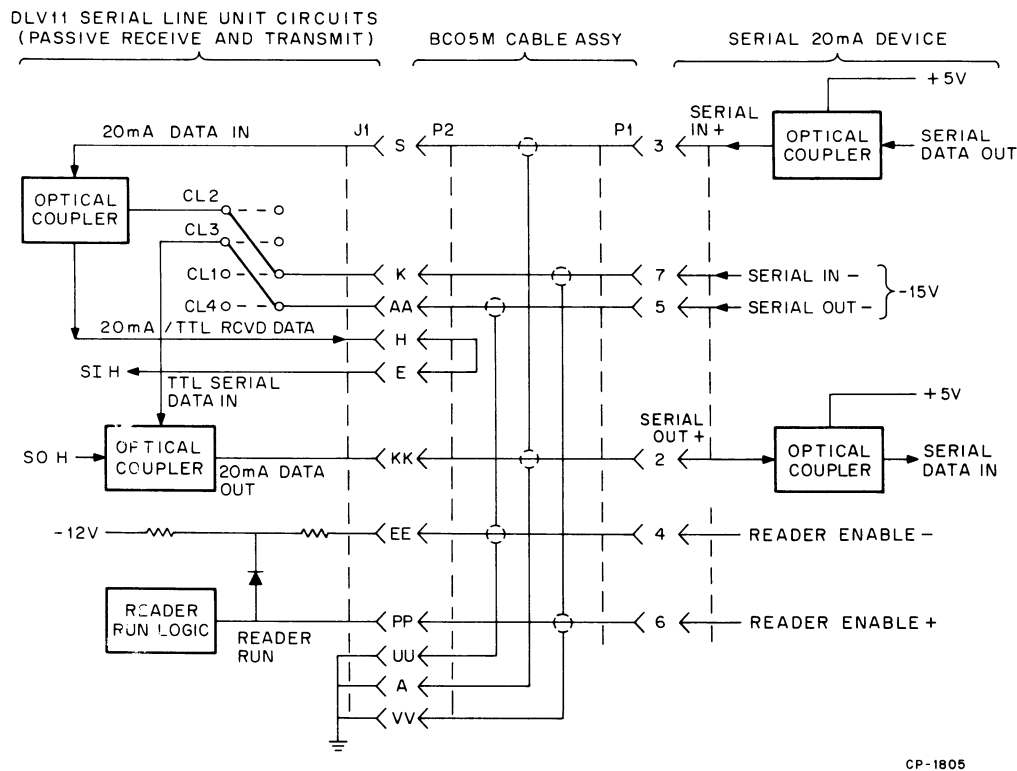 DLV11 SERIAL LINE UNIT CIRCUITS
(PASSIVE RECEIVE AND TRANSMIT)
BC05M CABLE ASSY
SERIAL 20mA DEVICE
+5V
20mA DATA IN
J1
S
P2
P1
3
SERIAL
IN+
OPTICAL
COUPLER
SERIAL
DATA OUT
OPTICAL
COUPLER
CL2
CL3
CL1
K
7
SERIAL IN -
-15V
CL4
AA
5
SERIAL OUT -
20mA/TTL RCVD DATA
H
SI H
E
TTL SERIAL
DATA IN
+5V
SO H
OPTICAL
COUPLER
20mA DATA
OUT
KK
SERIAL
OUT+
2
OPTICAL
COUPLER
SERIAL
DATA IN
-12V
EE
4
READER ENABLE -
READER
RUN LOGIC
READER
RUN
PP
6
READER ENABLE +
UU
A
VV
CP-1805